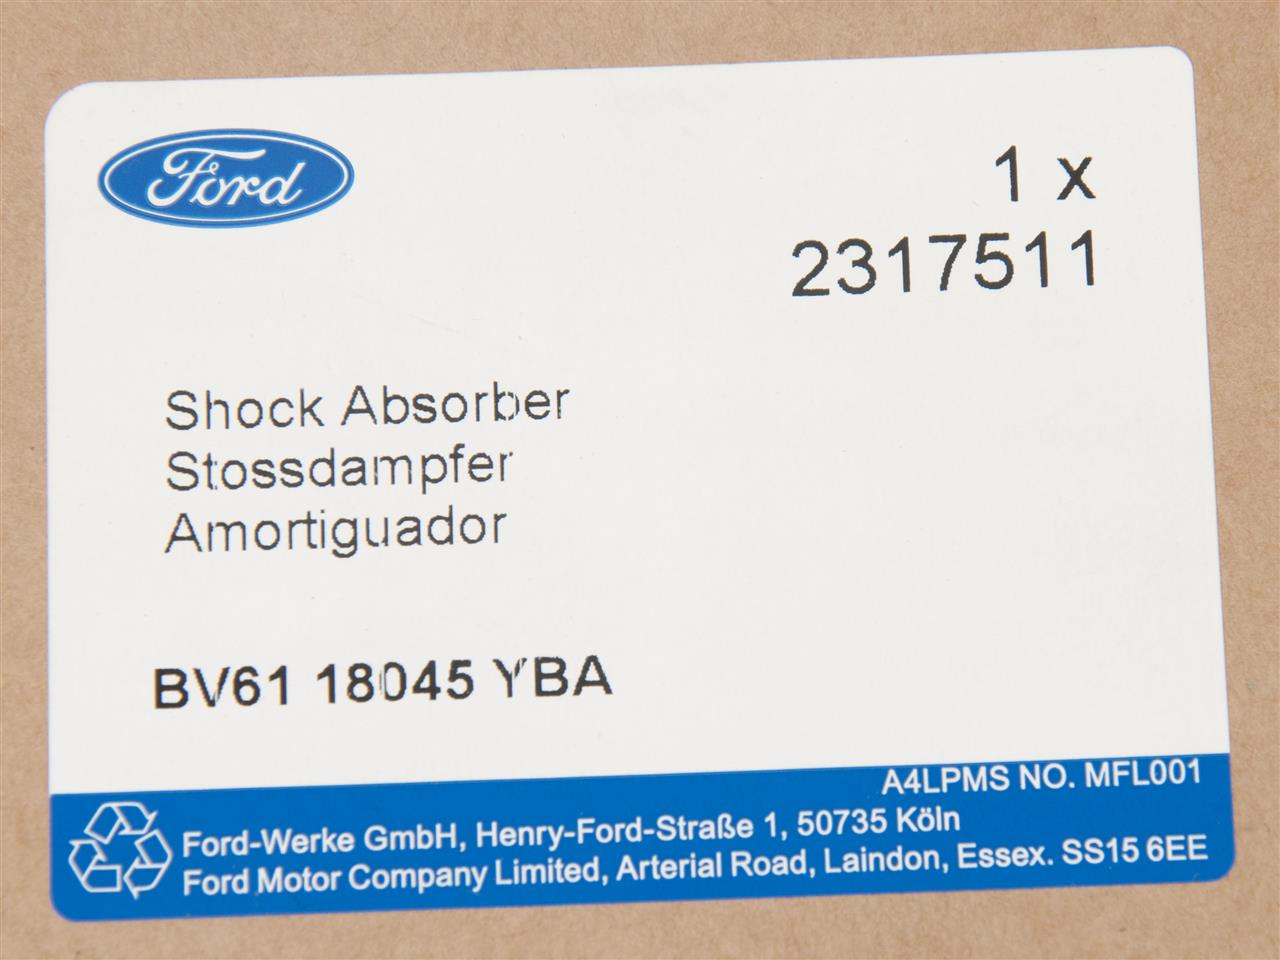 Ford
1 x
2317511
Shock Absorber
Stossdampfer
Amortiguador
BV61 18045 YBA
A4LPMS NO. MFL001
Ford-Werke GmbH, Henry-Ford-Straße 1, 50735 Köln
Ford Motor Company Limited, Arterial Road, Laindon, Essex. SS15 6EE